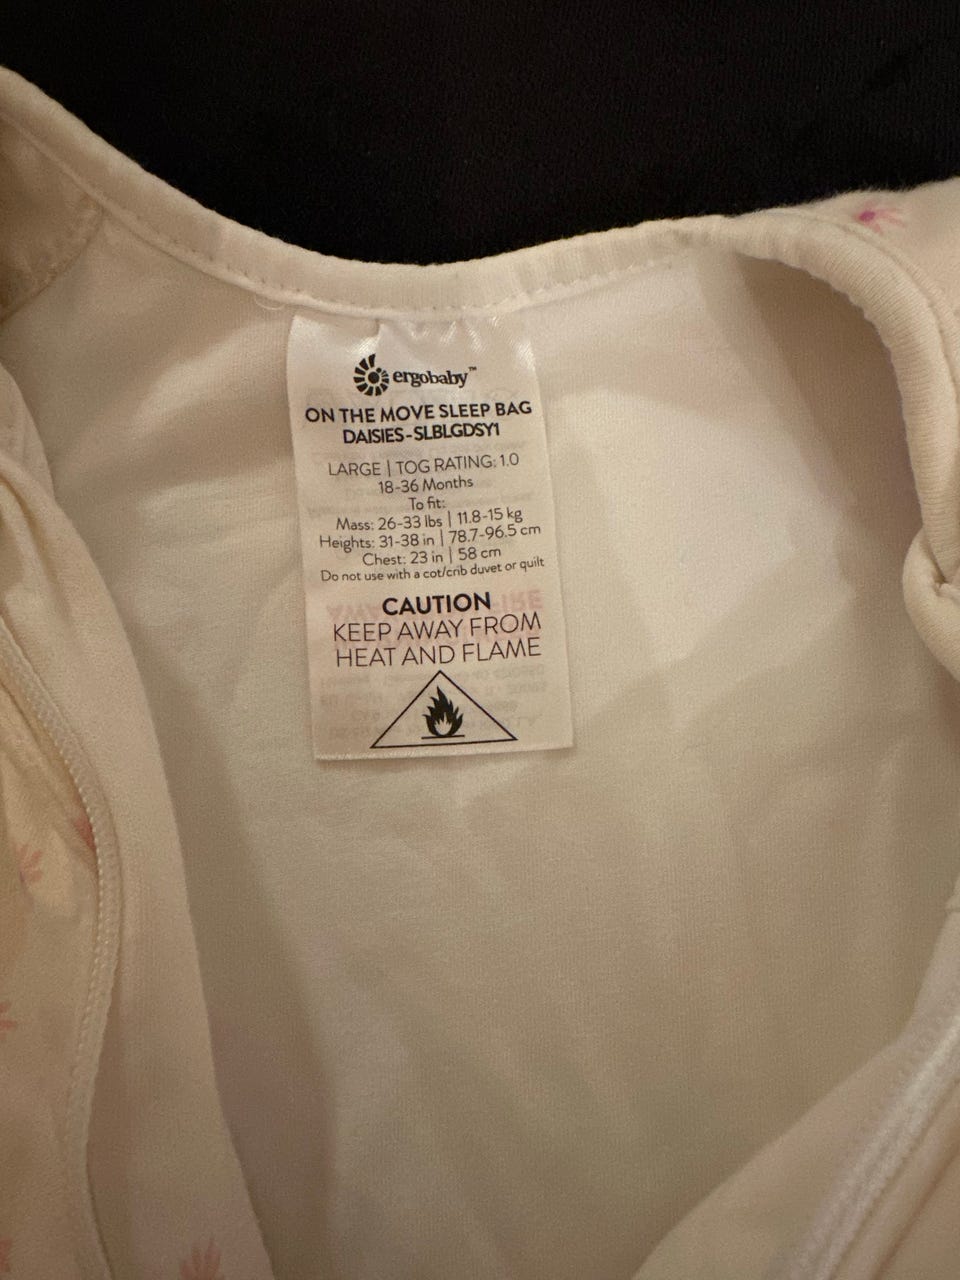 ergobaby™
ON THE MOVE SLEEP BAG
DAISIES-SLBLGDSY1
LARGE | TOG RATING: 1.0
18-36 Months
To fit:
Mass: 26-33 lbs | 11.8-15 kg
Heights: 31-38 in | 78.7-96.5 cm
Chest: 23 in | 58 cm
Do not use with a cot/crib duvet or quilt
CAUTION
KEEP AWAY FROM
HEAT AND FLAME